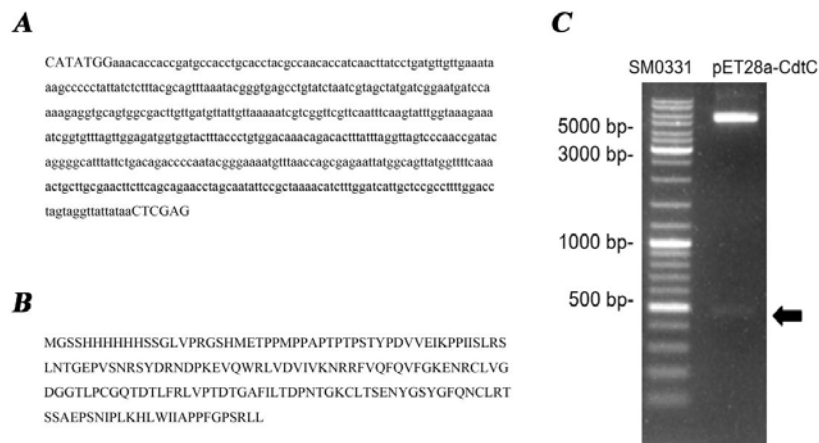 A
CATATGGaaacaccaccgatgccacctgcacctacgccaacaccatcaacttatcctgatgttgttgaaata
aagccccctattatctctttacgcagtttaaatacgggtgagcctgtatctaatcgtagctatgatcggaatgatcca
aaagaggtgcagtggcgacttgttgatgttattgttaaaaatcgtcggttcgttcaatttcaagtatttggtaaagaaa
atcggtgtttagttggagatggtggtactttaccctgtggacaaacagacactttatttaggttagtcccaaccgatac
aggggcatttattctgacagaccccaatacgggaaaatgtttaaccagcgagaattatggcagttatggttttcaaa
actgcttgcgaacttcttcagcagaacctagcaatattccgctaaaacatctttggatcattgctccgccttttggacc
tagtaggttattataaCTCGAG
B
MGSSHHHHHHSSGLVPRGSHMETPPMPPAPTPTPSTYPDVVEIKPPIISLRS
LNTGEPVSNRSYDRNDPKEVQWRLVDVIVKNRRFVQFQVFGKENRCLVG
DGGTLPCGQTDTLFRLVPTDTGAFILTDPNTGKCLTSENYGSYGFQNCLRT
SSAEPSNIPLKHLWIIAPPFGPSRLL
C
SM0331 pET28a-CdtC
5000 bp-
3000 bp-
1000 bp-
500 bp-